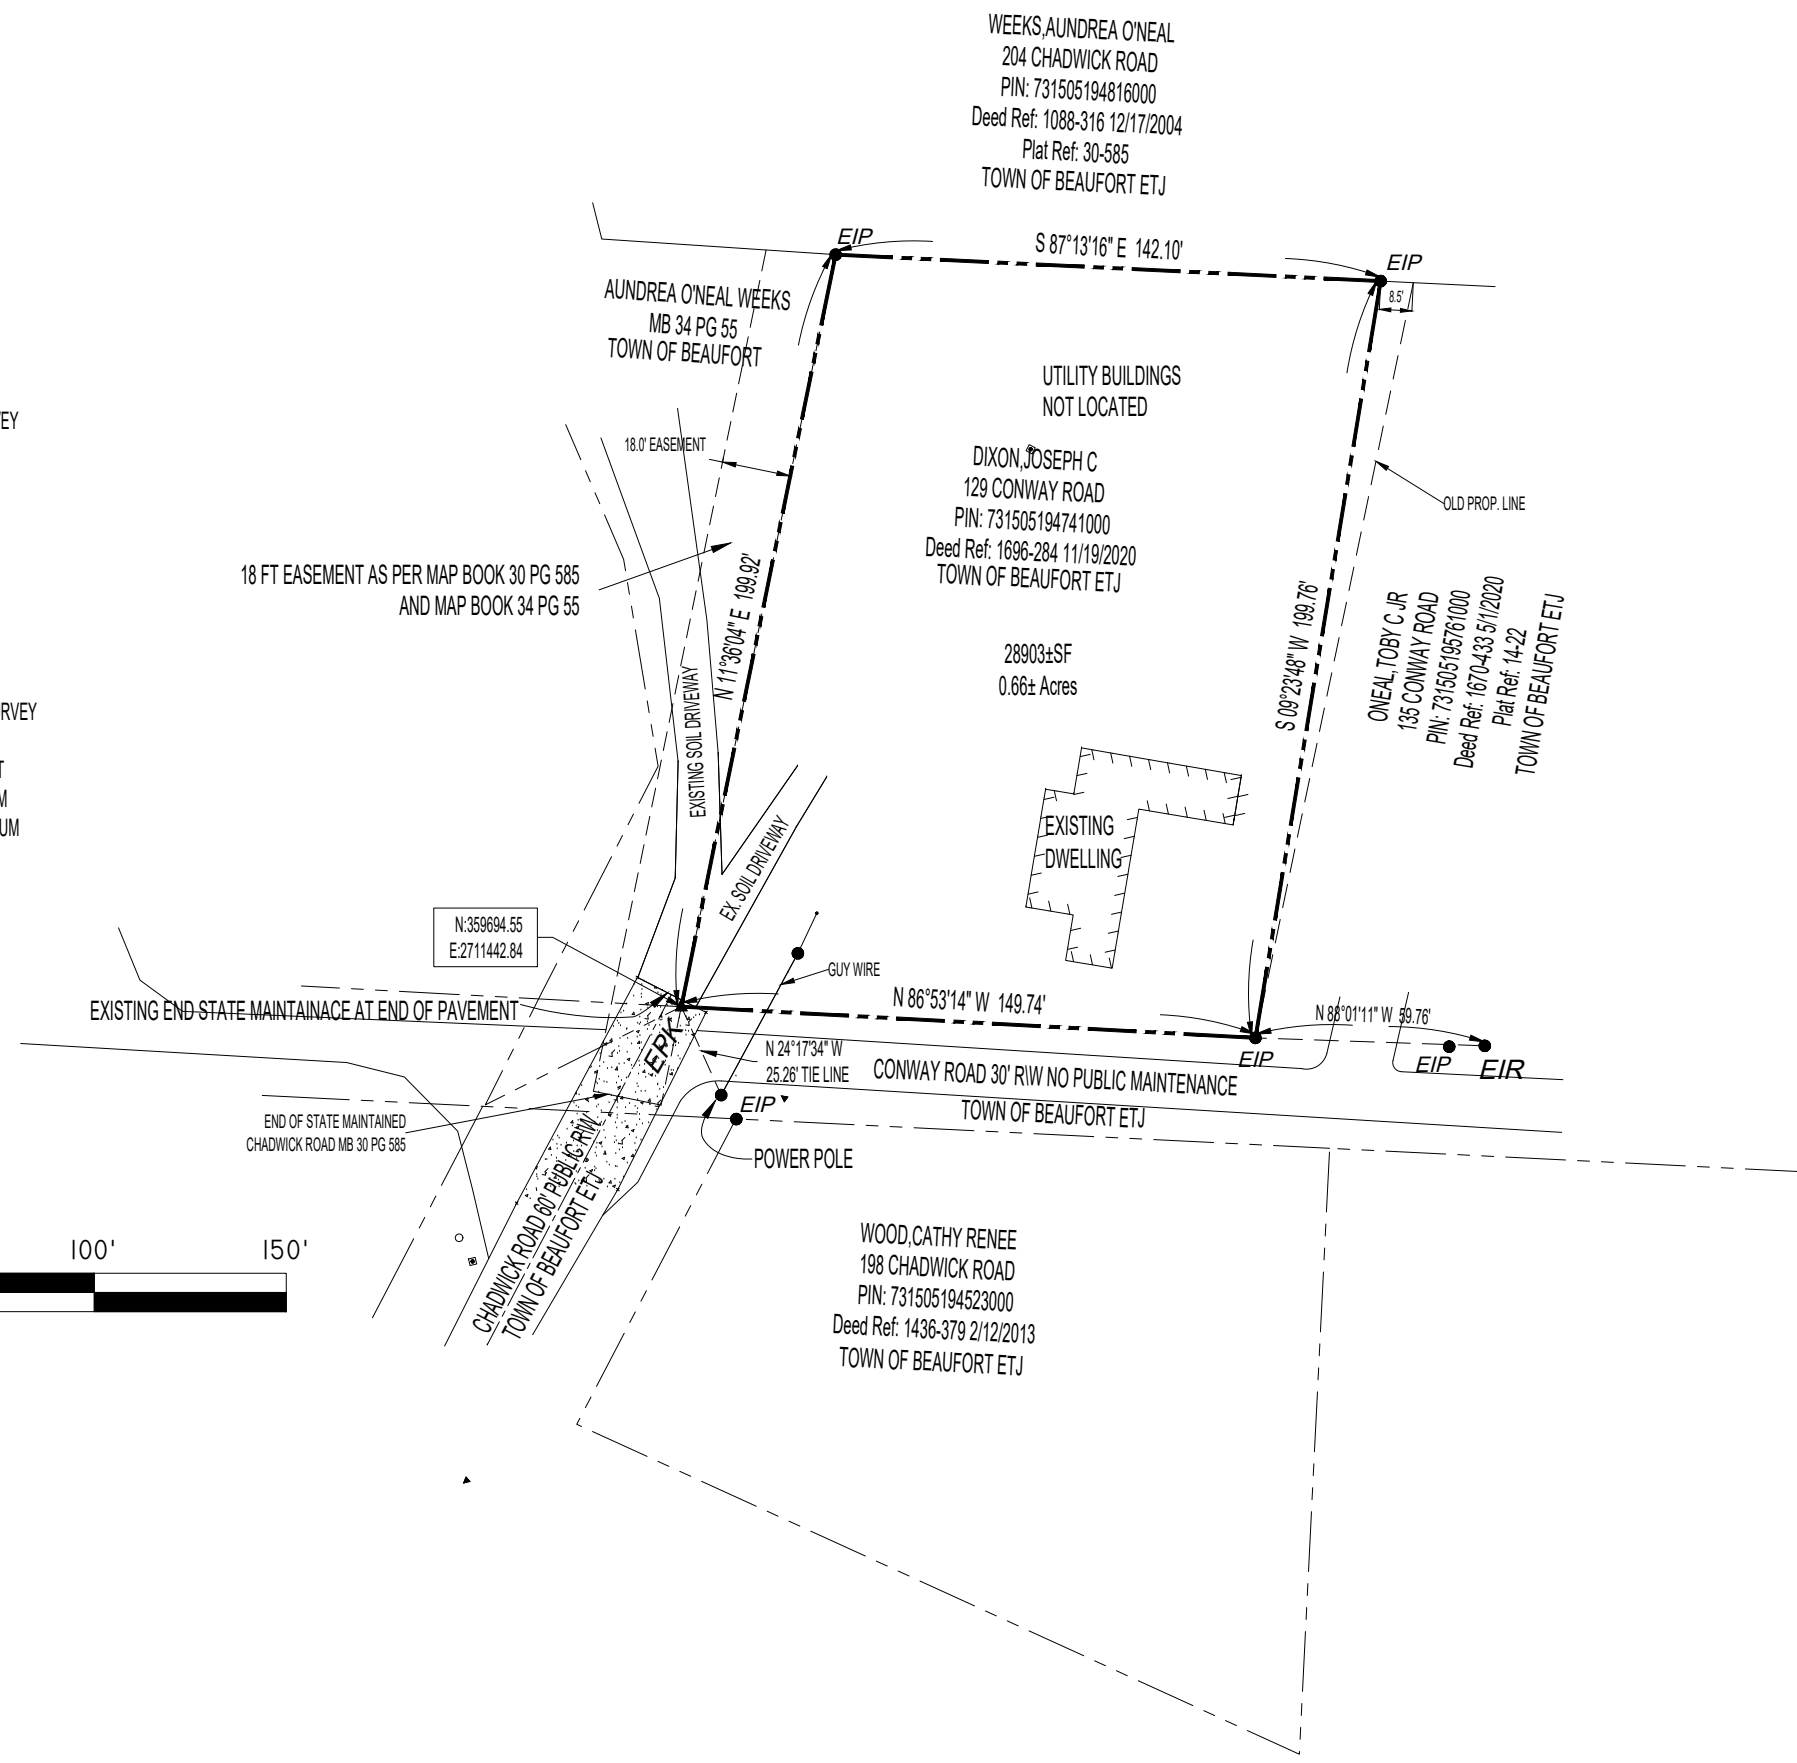 WEEKS,AUNDREA O'NEAL
204 CHADWICK ROAD
PIN: 731505194816000
Deed Ref: 1088-316 12/17/2004
Plat Ref: 30-585
TOWN OF BEAUFORT ETJ
EIP
S 87°13'16" E 142.10'
EIP
8.5'
AUNDREA O'NEAL WEEKS
MB 34 PG 55
TOWN OF BEAUFORT
UTILITY BUILDINGS
NOT LOCATED
18.0' EASEMENT
DIXON,JOSEPH C
129 CONWAY ROAD
PIN: 731505194741000
Deed Ref: 1696-284 11/19/2020
TOWN OF BEAUFORT ETJ
OLD PROP. LINE
18 FT EASEMENT AS PER MAP BOOK 30 PG 585
AND MAP BOOK 34 PG 55
N 11°36'04" E 199.92'
S 09°23'48" W 199.76'
ONEAL,TOBY C JR
135 CONWAY ROAD
PIN: 731505195761000
Deed Ref: 1670-433 5/1/2020
Plat Ref: 14-22
TOWN OF BEAUFORT ETJ
28903±SF
0.66± Acres
VEY
RVEY
T
M
UM
EXISTING SOIL DRIVEWAY
EX. SOIL DRIVEWAY
EXISTING
DWELLING
N:359694.55
E:2711442.84
GUY WIRE
EXISTING END STATE MAINTAINACE AT END OF PAVEMENT
N 86°53'14" W 149.74'
N 88°01'11" W 59.76'
EPK
N 24°17'34" W
25.26' TIE LINE
EIP
EIP
EIR
CONWAY ROAD 30' R\W NO PUBLIC MAINTENANCE
TOWN OF BEAUFORT ETJ
EIP
END OF STATE MAINTAINED
CHADWICK ROAD MB 30 PG 585
POWER POLE
CHADWICK ROAD 60' PUBLIC R\W
TOWN OF BEAUFORT ETJ
100'
150'
WOOD,CATHY RENEE
198 CHADWICK ROAD
PIN: 731505194523000
Deed Ref: 1436-379 2/12/2013
TOWN OF BEAUFORT ETJ